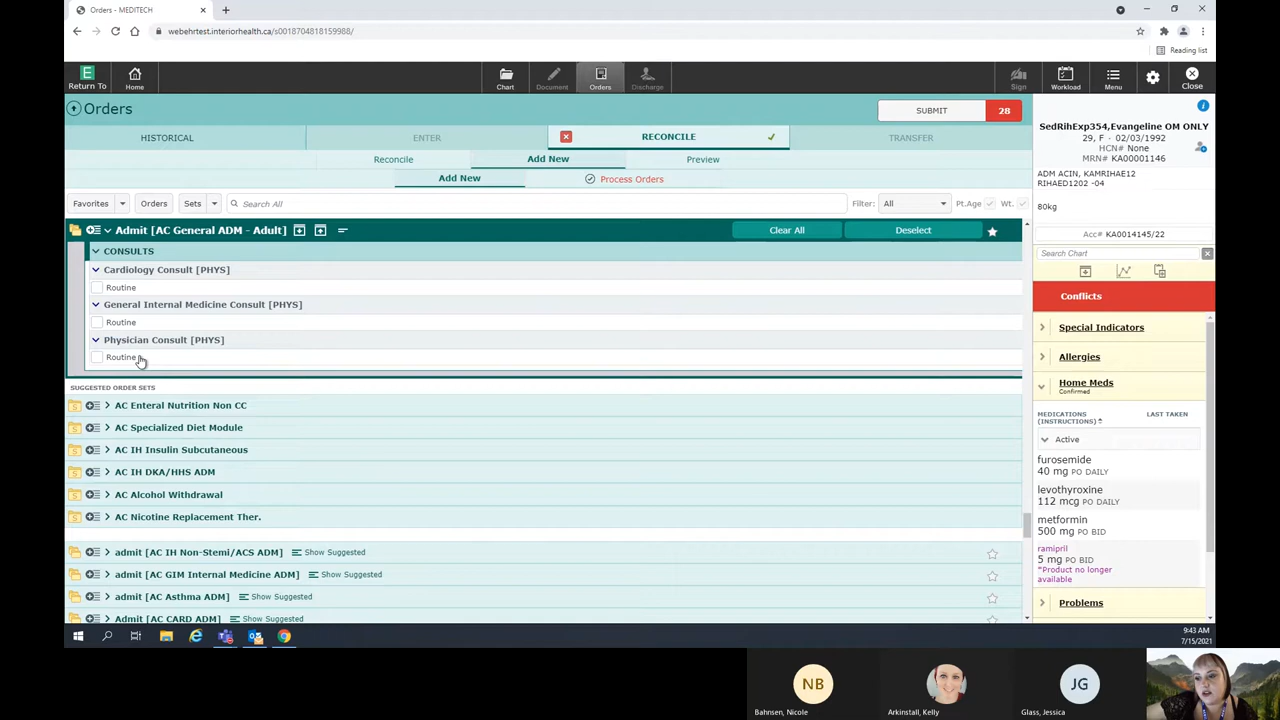 Orders - MEDITECH
webehrtest.interiorhealth.ca/s0018704818159988/
Reading list
Return To
Home
Chart
Document
Orders
Discharge
Sign
Workload
Menu
Close
Orders
SUBMIT 28
HISTORICAL
ENTER
RECONCILE
TRANSFER
Reconcile
Add New
Preview
Add New
Process Orders
Favorites
Orders
Sets
Search All
Filter: All
Pt.Age
Wt.
Admit [AC General ADM - Adult]
Clear All
Deselect
CONSULTS
Cardiology Consult [PHYS]
Routine
General Internal Medicine Consult [PHYS]
Routine
Physician Consult [PHYS]
Routine
SUGGESTED ORDER SETS
AC Enteral Nutrition Non CC
AC Specialized Diet Module
AC IH Insulin Subcutaneous
AC IH DKA/HHS ADM
AC Alcohol Withdrawal
AC Nicotine Replacement Ther.
admit [AC IH Non-Stemi/ACS ADM] Show Suggested
admit [AC GIM Internal Medicine ADM] Show Suggested
admit [AC Asthma ADM] Show Suggested
Admit [AC CARD ADM] Show Suggested
SedRihExp354,Evangeline OM ONLY
29, F - 02/03/1992
HCN# None
MRN# KA00001146
ADM ACIN, KAMRIHAE12
RIHAED1202 -04
80kg
Acc# KA0014145/22
Search Chart
Conflicts
Special Indicators
Allergies
Home Meds
Confirmed
MEDICATIONS (INSTRUCTIONS)
LAST TAKEN
Active
furosemide
40 mg PO DAILY
levothyroxine
112 mcg PO DAILY
metformin
500 mg PO BID
ramipril
5 mg PO BID
*Product no longer
available
Problems
9:43 AM
7/15/2021
NB
Bahnsen, Nicole
Arkinstall, Kelly
JG
Glass, Jessica